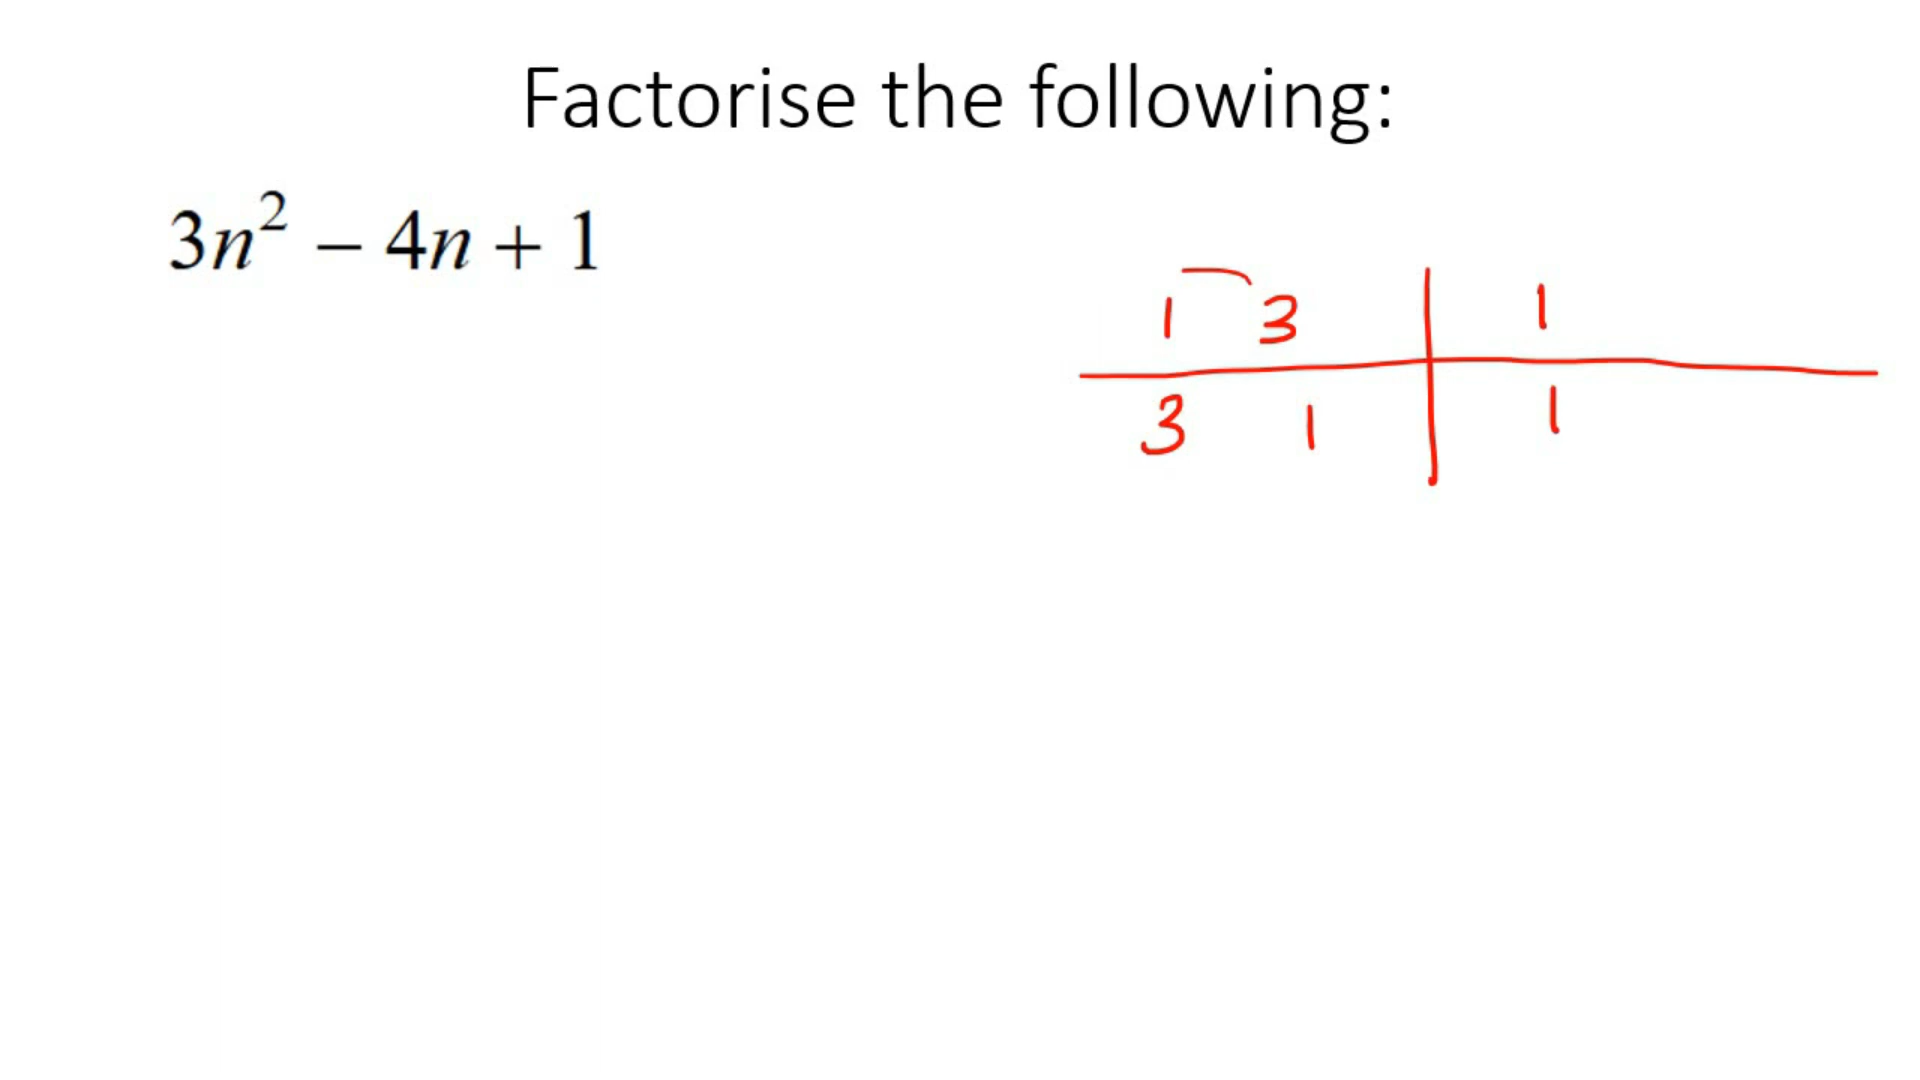 Factorise the following:
3n² − 4n + 1
1 3 | 1
3 1 | 1